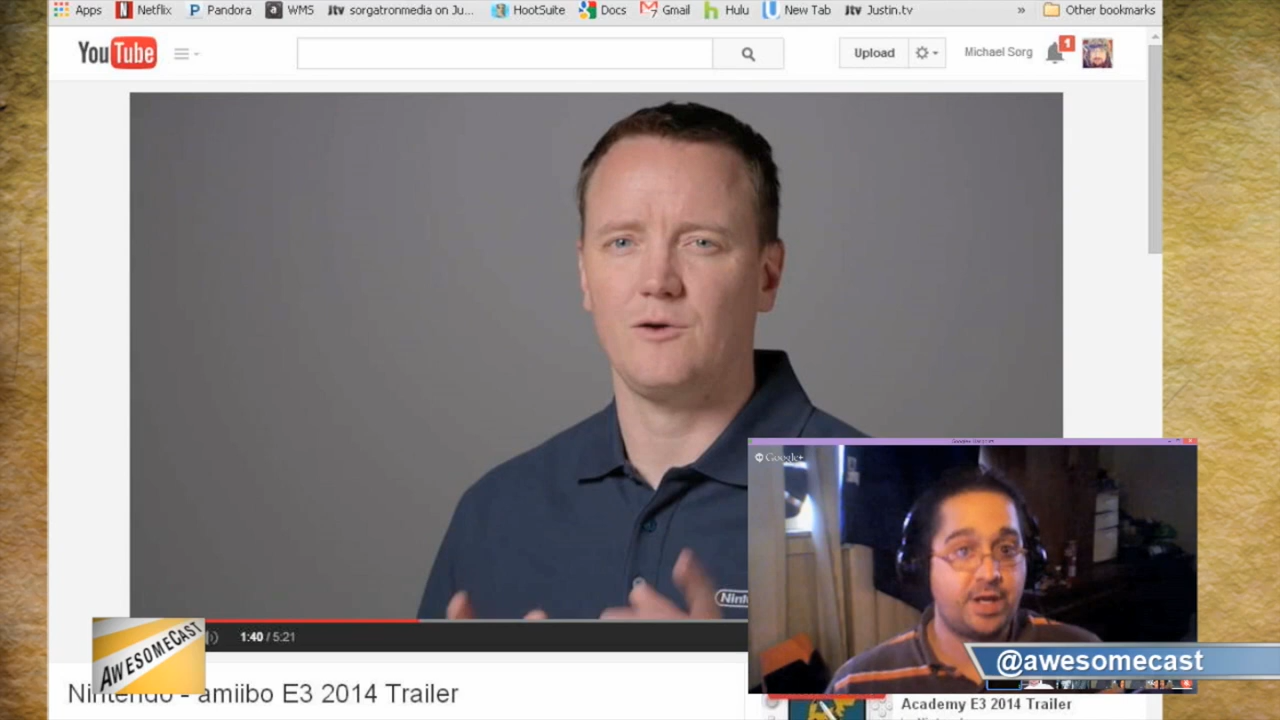 Apps Netflix Pandora WMS sorgatronmedia on Ju... HootSuite Docs Gmail Hulu New Tab Justin.tv » Other bookmarks
YouTube Upload Michael Sorg 1
Google+
1:40 / 5:21
AwesomeCast
@awesomecast
Nintendo - amiibo E3 2014 Trailer
Academy E3 2014 Trailer